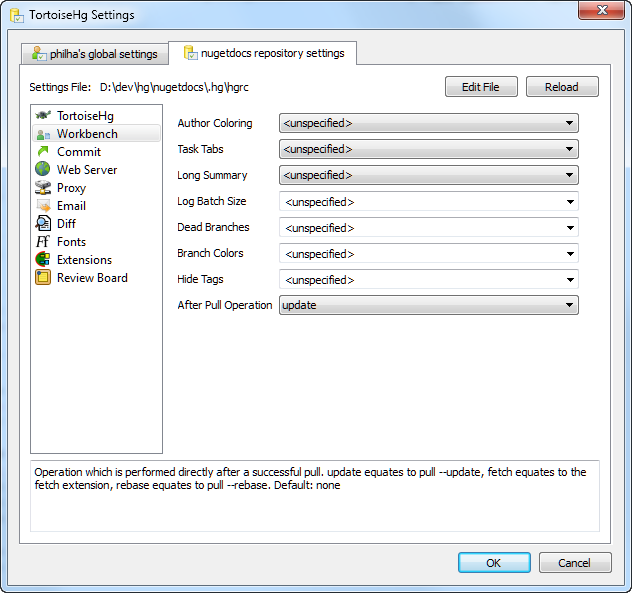 TortoiseHg Settings
philha's global settings
nugetdocs repository settings
Settings File: D:\dev\hg\nugetdocs\.hg\hgrc
Edit File
Reload
TortoiseHg
Workbench
Commit
Web Server
Proxy
Email
Diff
Ff Fonts
Extensions
Review Board
Author Coloring <unspecified>
Task Tabs <unspecified>
Long Summary <unspecified>
Log Batch Size <unspecified>
Dead Branches <unspecified>
Branch Colors <unspecified>
Hide Tags <unspecified>
After Pull Operation update
Operation which is performed directly after a successful pull. update equates to pull --update, fetch equates to the
fetch extension, rebase equates to pull --rebase. Default: none
OK
Cancel